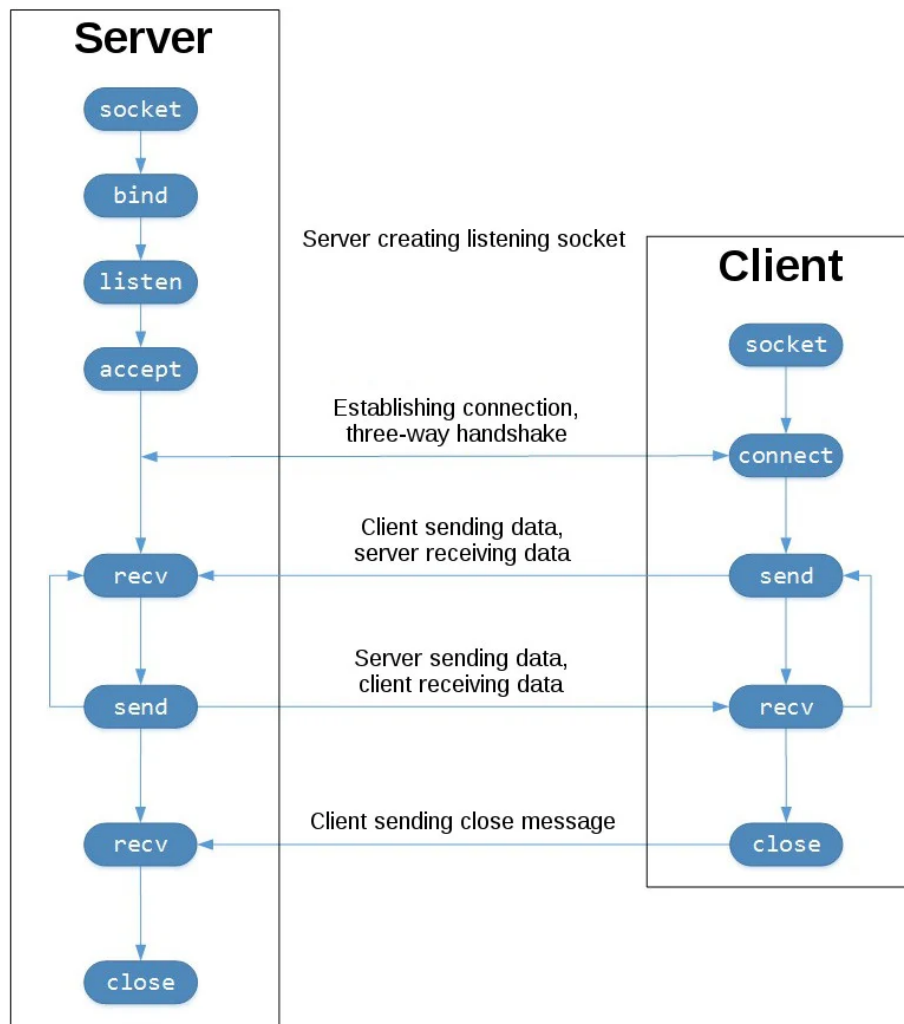 Server
socket
bind
listen
accept
recv
send
recv
close
Server creating listening socket
Establishing connection,
three-way handshake
Client sending data,
server receiving data
Server sending data,
client receiving data
Client sending close message
Client
socket
connect
send
recv
close